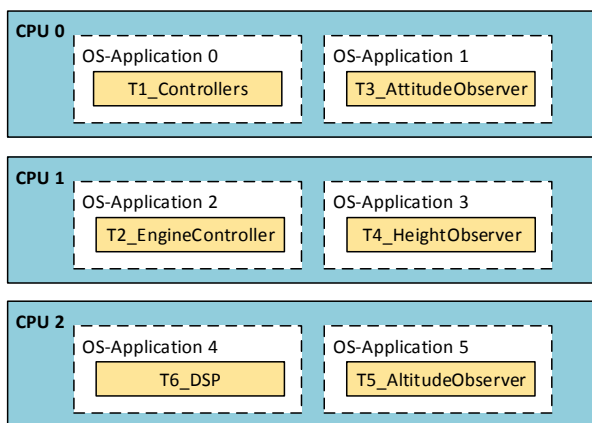 CPU 0
OS-Application 0
T1_Controllers
OS-Application 1
T3_AttitudeObserver
CPU 1
OS-Application 2
T2_EngineController
OS-Application 3
T4_HeightObserver
CPU 2
OS-Application 4
T6_DSP
OS-Application 5
T5_AltitudeObserver